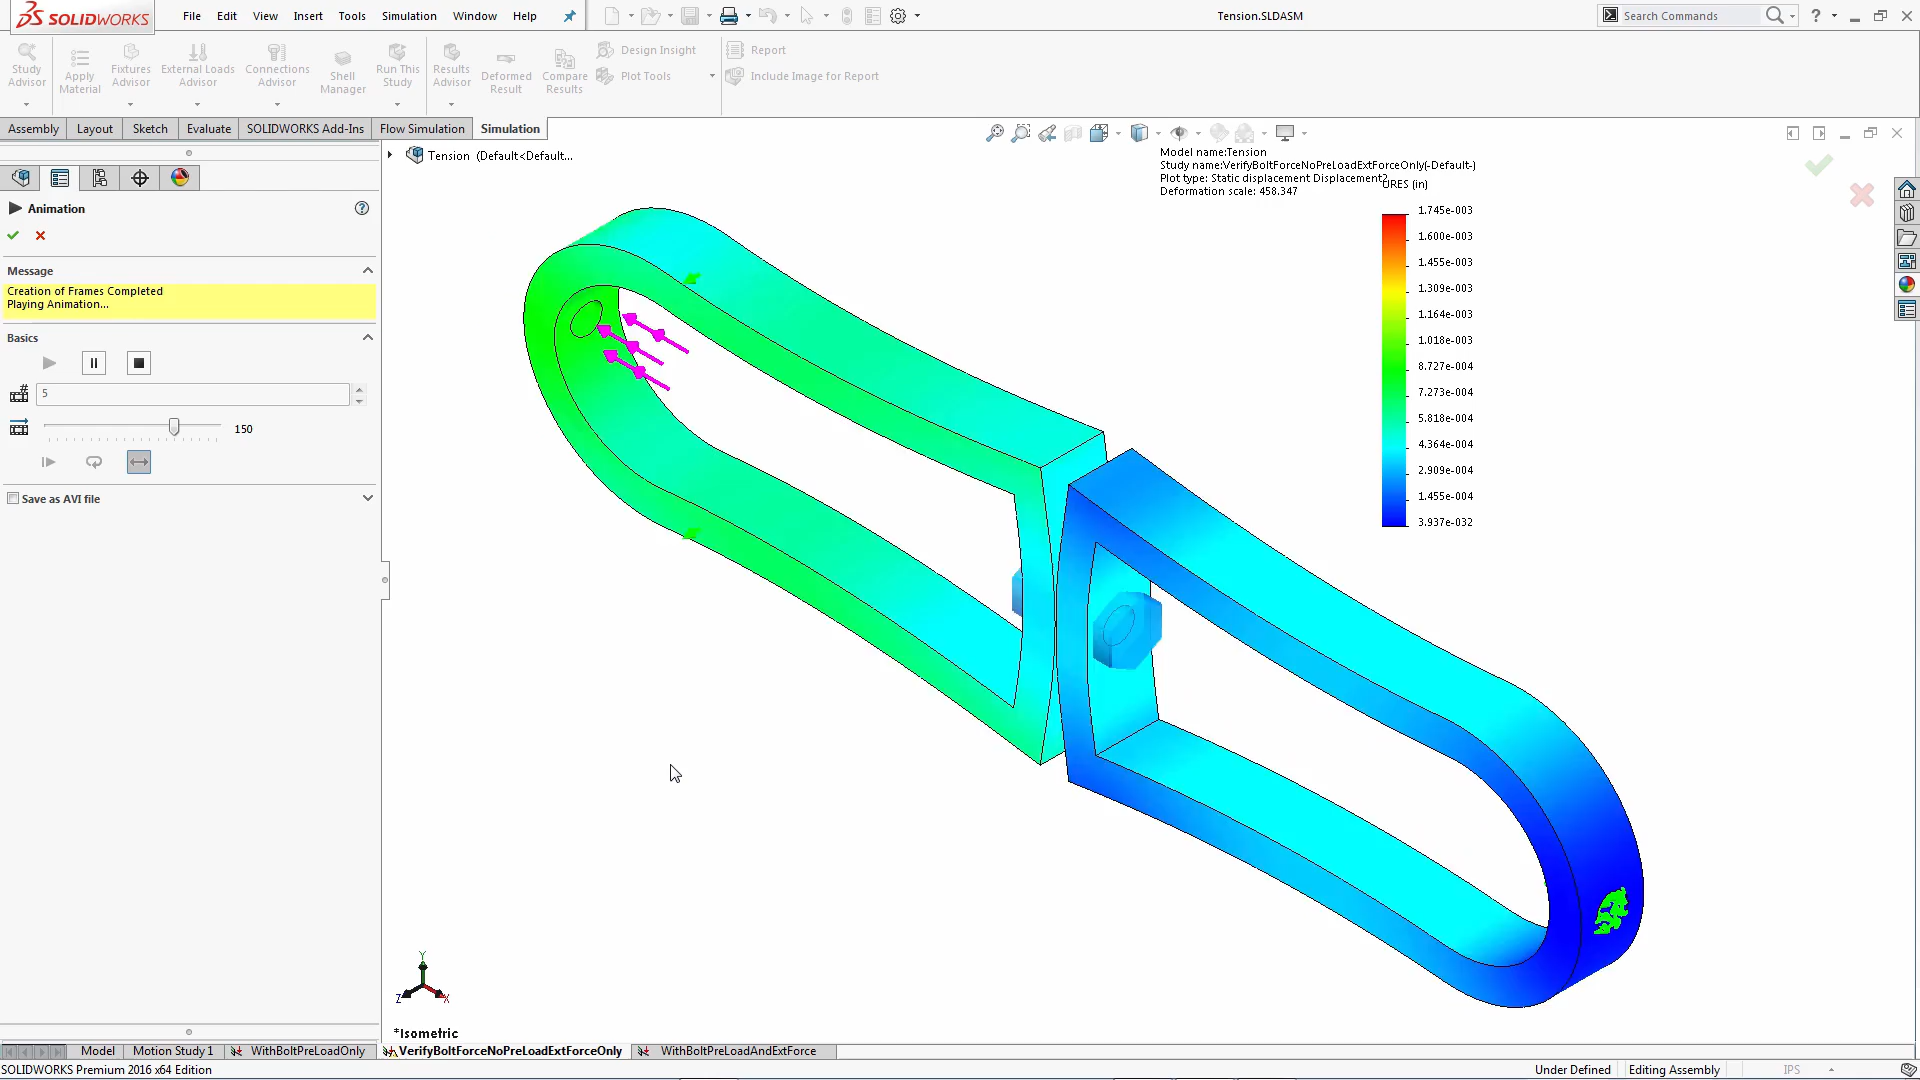 SOLIDWORKS
File Edit View Insert Tools Simulation Window Help
Tension.SLDASM
Search Commands
Study Advisor
Apply Material
Fixtures Advisor
External Loads Advisor
Connections Advisor
Shell Manager
Run This Study
Results Advisor
Deformed Result
Compare Results
Design Insight
Plot Tools
Report
Include Image for Report
Assembly Layout Sketch Evaluate SOLIDWORKS Add-Ins Flow Simulation Simulation
Tension (Default<Default...
Model name:Tension
Study name:VerifyBoltForceNoPreLoadExtForceOnly(-Default-)
Plot type: Static displacement Displacement2
Deformation scale: 458.347
URES (in)
1.745e-003
1.600e-003
1.455e-003
1.309e-003
1.164e-003
1.018e-003
8.727e-004
7.273e-004
5.818e-004
4.364e-004
2.909e-004
1.455e-004
3.937e-032
Animation
Message
Creation of Frames Completed
Playing Animation...
Basics
5
150
Save as AVI file
Y
Z
X
*Isometric
Model Motion Study 1 WithBoltPreLoadOnly VerifyBoltForceNoPreLoadExtForceOnly WithBoltPreLoadAndExtForce
SOLIDWORKS Premium 2016 x64 Edition
Under Defined Editing Assembly IPS